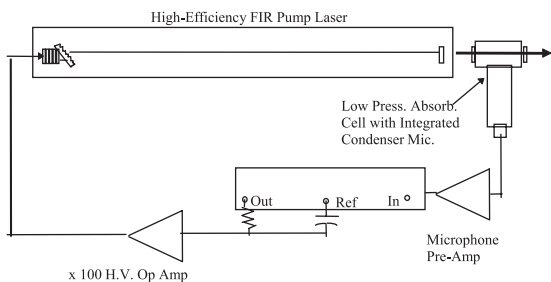 High-Efficiency FIR Pump Laser
Low Press. Absorb.
Cell with Integrated
Condenser Mic.
Out
Ref
In
Microphone
Pre-Amp
x 100 H.V. Op Amp